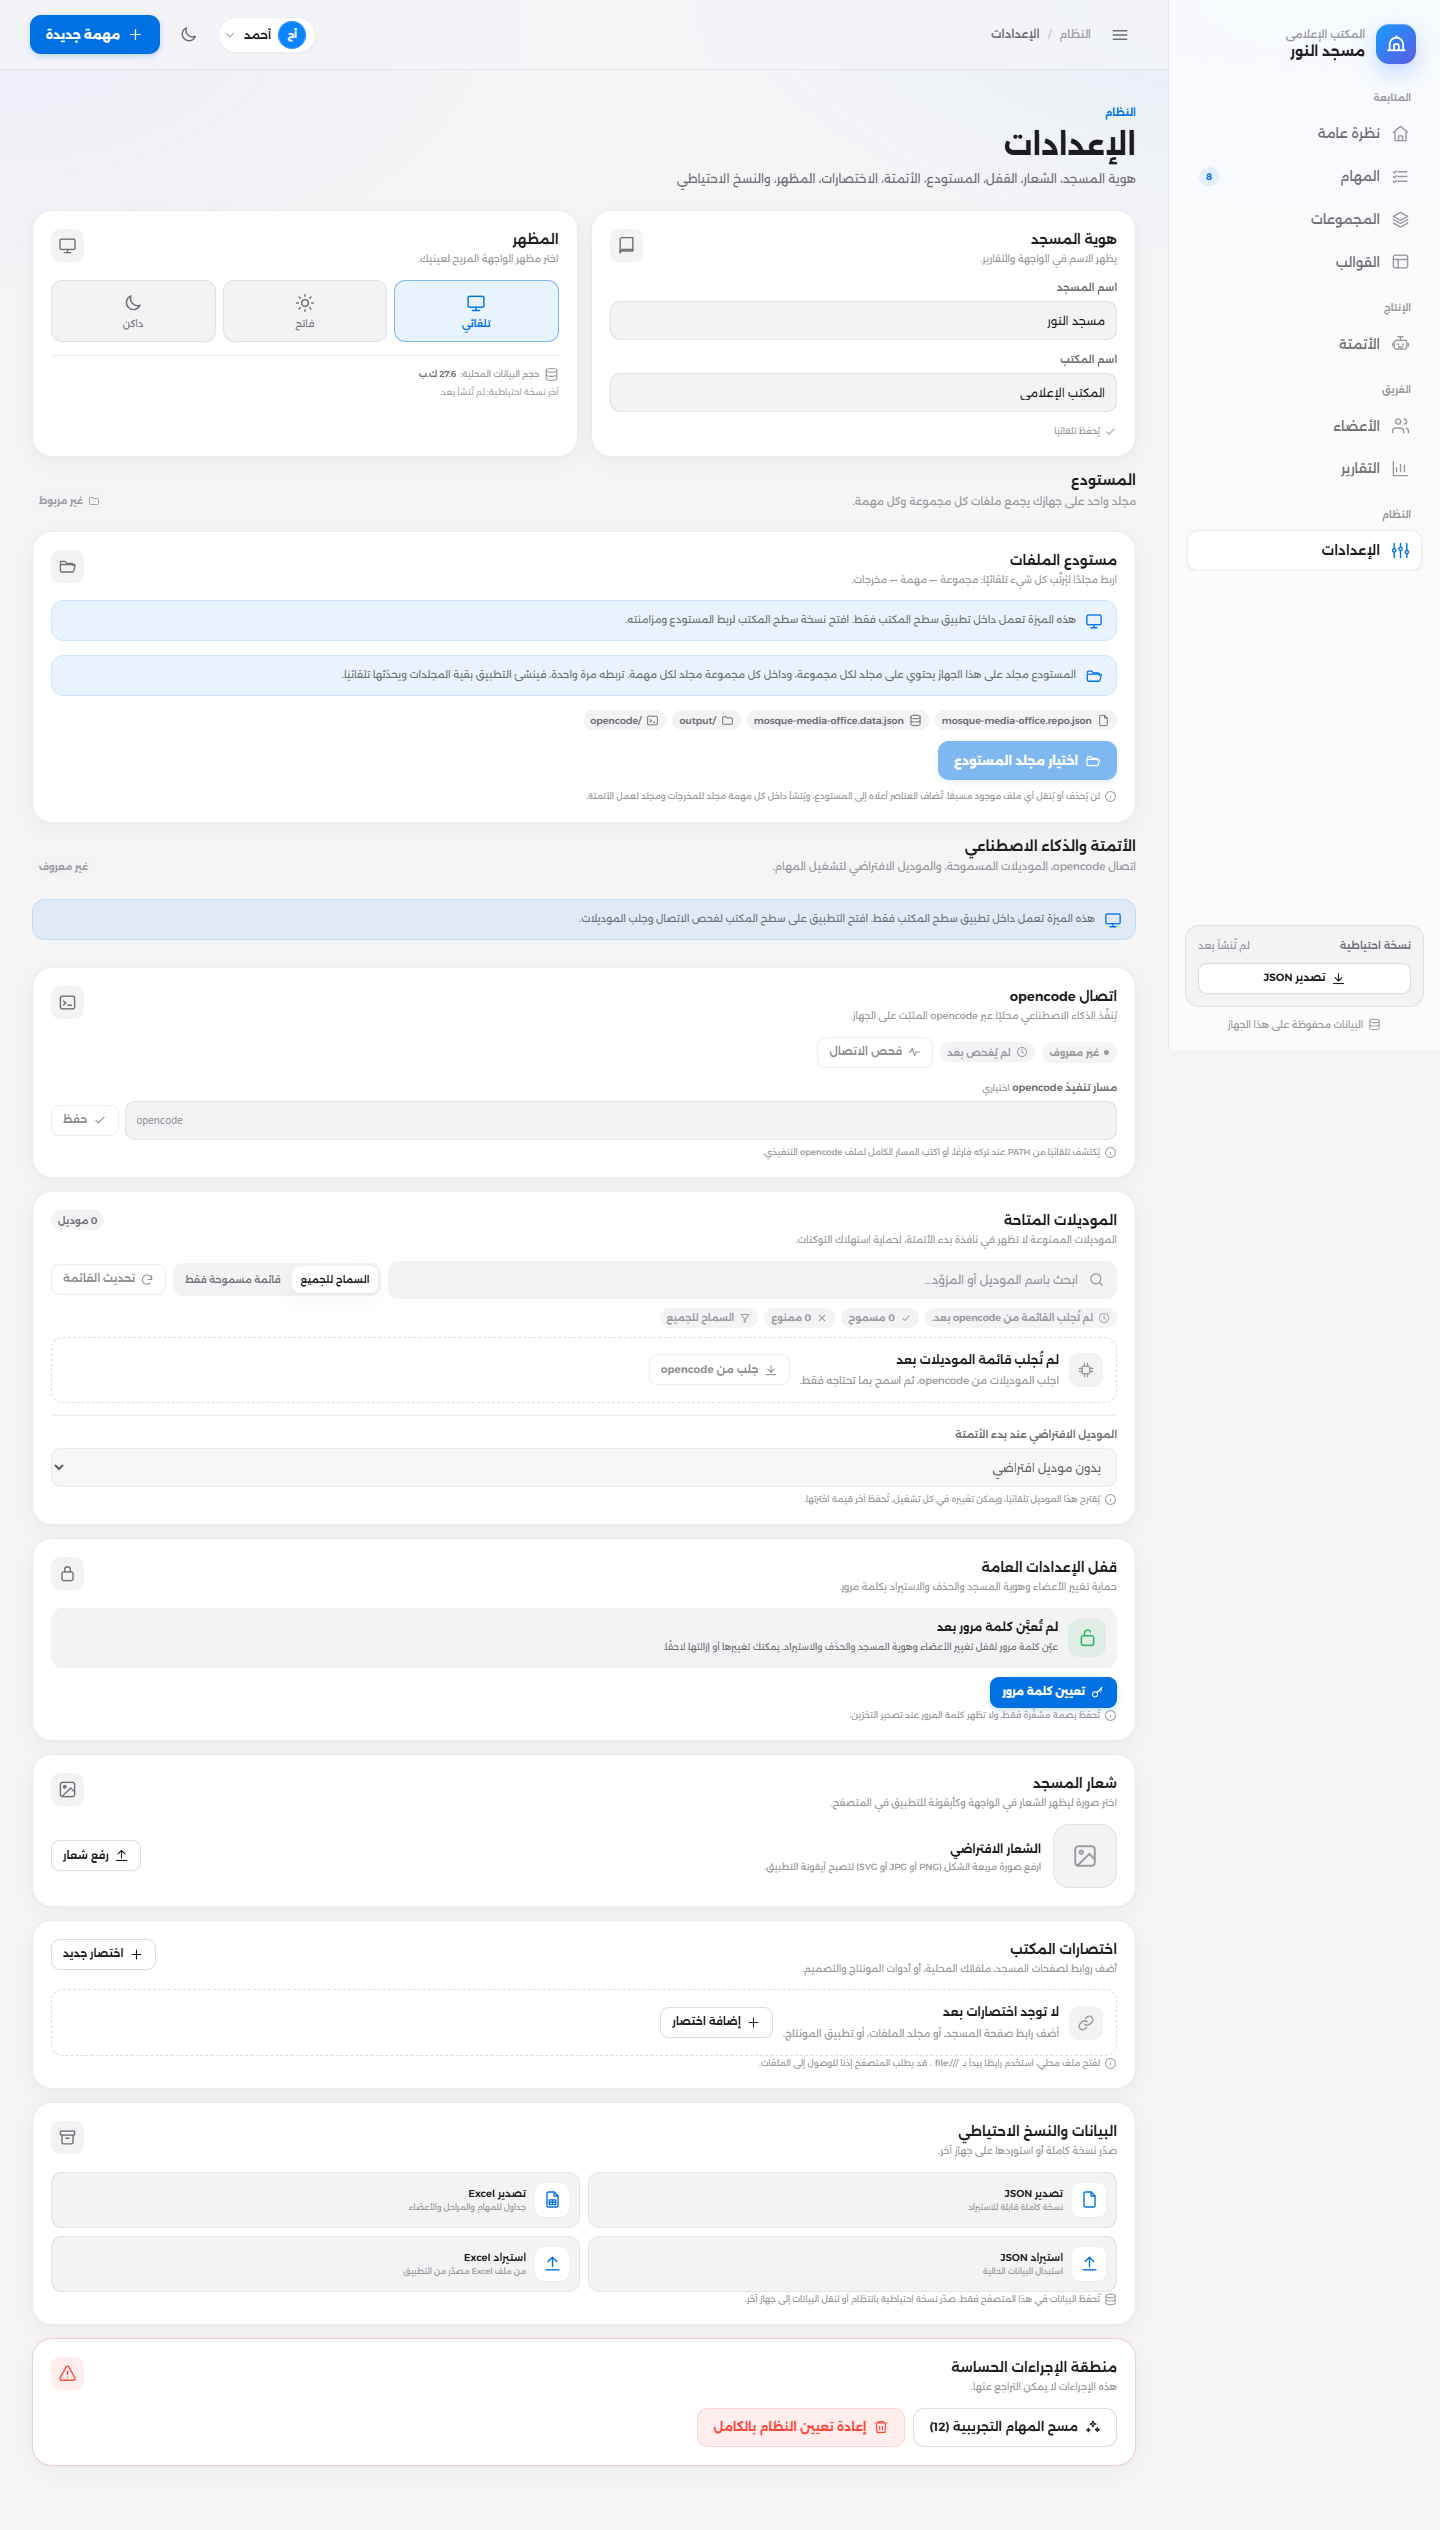 المكتب الإعلامي
مسجد النور
المتابعة
نظرة عامة
المهام
8
المجموعات
القوالب
الإنتاج
الأتمتة
الفريق
الأعضاء
التقارير
النظام
الإعدادات
نسخة احتياطية
لم تُنشأ بعد
تصدير JSON
البيانات محفوظة على هذا الجهاز
النظام / الإعدادات
أح
أحمد
مهمة جديدة
النظام
الإعدادات
هوية المسجد، الشعار، القفل، المستودع، الأتمتة، الاختصارات، المظهر، والنسخ الاحتياطي
هوية المسجد
يظهر الاسم في الواجهة والتقارير.
اسم المسجد
مسجد النور
اسم المكتب
المكتب الإعلامي
يُحفظ تلقائيًا
المظهر
اختر مظهر الواجهة المريح لعينيك.
تلقائي
فاتح
داكن
حجم البيانات المحلية: 27.6 ك.ب
آخر نسخة احتياطية: لم تُنشأ بعد
المستودع
مجلد واحد على جهازك يجمع ملفات كل مجموعة وكل مهمة.
غير مربوط
مستودع الملفات
اربط مجلدًا ليُرتَّب كل شيء تلقائيًا: مجموعة ← مهمة ← مخرجات.
هذه الميزة تعمل داخل تطبيق سطح المكتب فقط. افتح نسخة سطح المكتب لربط المستودع ومزامنته.
المستودع مجلد على هذا الجهاز يحتوي على مجلد لكل مجموعة، وداخل كل مجموعة مجلد لكل مهمة. تربطه مرة واحدة، فينشئ التطبيق بقية المجلدات ويحدّثها تلقائيًا.
mosque-media-office.repo.json
mosque-media-office.data.json
output/
opencode/
اختيار مجلد المستودع
لن يُحذف أو يُنقل أي ملف موجود مسبقًا. تُضاف العناصر أعلاه إلى المستودع، ويُنشأ داخل كل مهمة مجلد للمخرجات ومجلد لعمل الأتمتة.
الأتمتة والذكاء الاصطناعي
اتصال opencode، الموديلات المسموحة، والموديل الافتراضي لتشغيل المهام.
غير معروف
هذه الميزة تعمل داخل تطبيق سطح المكتب فقط. افتح التطبيق على سطح المكتب لفحص الاتصال وجلب الموديلات.
اتصال opencode
يُنفَّذ الذكاء الاصطناعي محليًا عبر opencode المثبّت على الجهاز.
غير معروف
لم يُفحص بعد
فحص الاتصال
مسار تنفيذ opencode اختياري
opencode
حفظ
يُكتشف تلقائيًا من PATH عند تركه فارغًا، أو اكتب المسار الكامل لملف opencode التنفيذي.
الموديلات المتاحة
0 موديل
الموديلات الممنوعة لا تظهر في نافذة بدء الأتمتة، لحماية استهلاك التوكنات.
ابحث باسم الموديل أو المزوّد…
السماح للجميع
قائمة مسموحة فقط
تحديث القائمة
لم تُجلب القائمة من opencode بعد.
0 مسموح
0 ممنوع
السماح للجميع
لم تُجلب قائمة الموديلات بعد
اجلب الموديلات من opencode، ثم اسمح بما تحتاجه فقط.
جلب من opencode
الموديل الافتراضي عند بدء الأتمتة
بدون موديل افتراضي
يُقترح هذا الموديل تلقائيًا، ويمكن تغييره في كل تشغيل. تُحفظ آخر قيمة اخترتها.
قفل الإعدادات العامة
حماية تغيير الأعضاء وهوية المسجد والحذف والاستيراد بكلمة مرور.
لم تُعيَّن كلمة مرور بعد
عيّن كلمة مرور لقفل تغيير الأعضاء وهوية المسجد والحذف والاستيراد. يمكنك تغييرها أو إزالتها لاحقًا.
تعيين كلمة مرور
تُحفظ بصمة مشفّرة فقط، ولا تظهر كلمة المرور عند تصدير التخزين.
شعار المسجد
اختر صورة ليظهر الشعار في الواجهة وكأيقونة للتطبيق في المتصفح.
الشعار الافتراضي
ارفع صورة مربعة الشكل (PNG أو JPG أو SVG) لتصبح أيقونة التطبيق.
رفع شعار
اختصارات المكتب
أضف روابط لصفحات المسجد، ملفاتك المحلية، أو أدوات المونتاج والتصميم.
اختصار جديد
لا توجد اختصارات بعد
أضف رابط صفحة المسجد، أو مجلد الملفات، أو تطبيق المونتاج.
إضافة اختصار
لفتح ملف محلي، استخدم رابطًا يبدأ بـ file:/// . قد يطلب المتصفح إذنًا للوصول إلى الملفات.
البيانات والنسخ الاحتياطي
صدّر نسخة كاملة أو استوردها على جهاز آخر.
تصدير JSON
نسخة كاملة قابلة للاستيراد
تصدير Excel
جداول للمهام والمراحل والأعضاء
استيراد JSON
استبدال البيانات الحالية
استيراد Excel
من ملف Excel مصدّر من التطبيق
تُحفظ البيانات في هذا المتصفح فقط. صدّر نسخة احتياطية بانتظام أو لنقل البيانات إلى جهاز آخر.
منطقة الإجراءات الحساسة
هذه الإجراءات لا يمكن التراجع عنها.
مسح المهام التجريبية (12)
إعادة تعيين النظام بالكامل